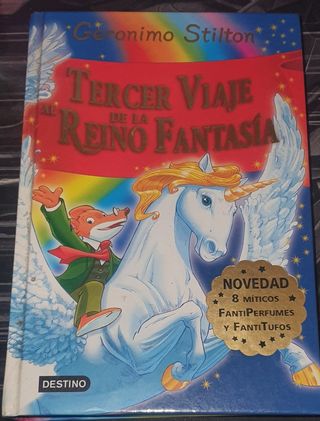 Geronimo Stilton
TERCER VIAJE
AL REINO DE LA FANTASÍA
NOVEDAD
8 MÍTICOS
FANTIPERFUMES
Y FANTITUFOS
DESTINO